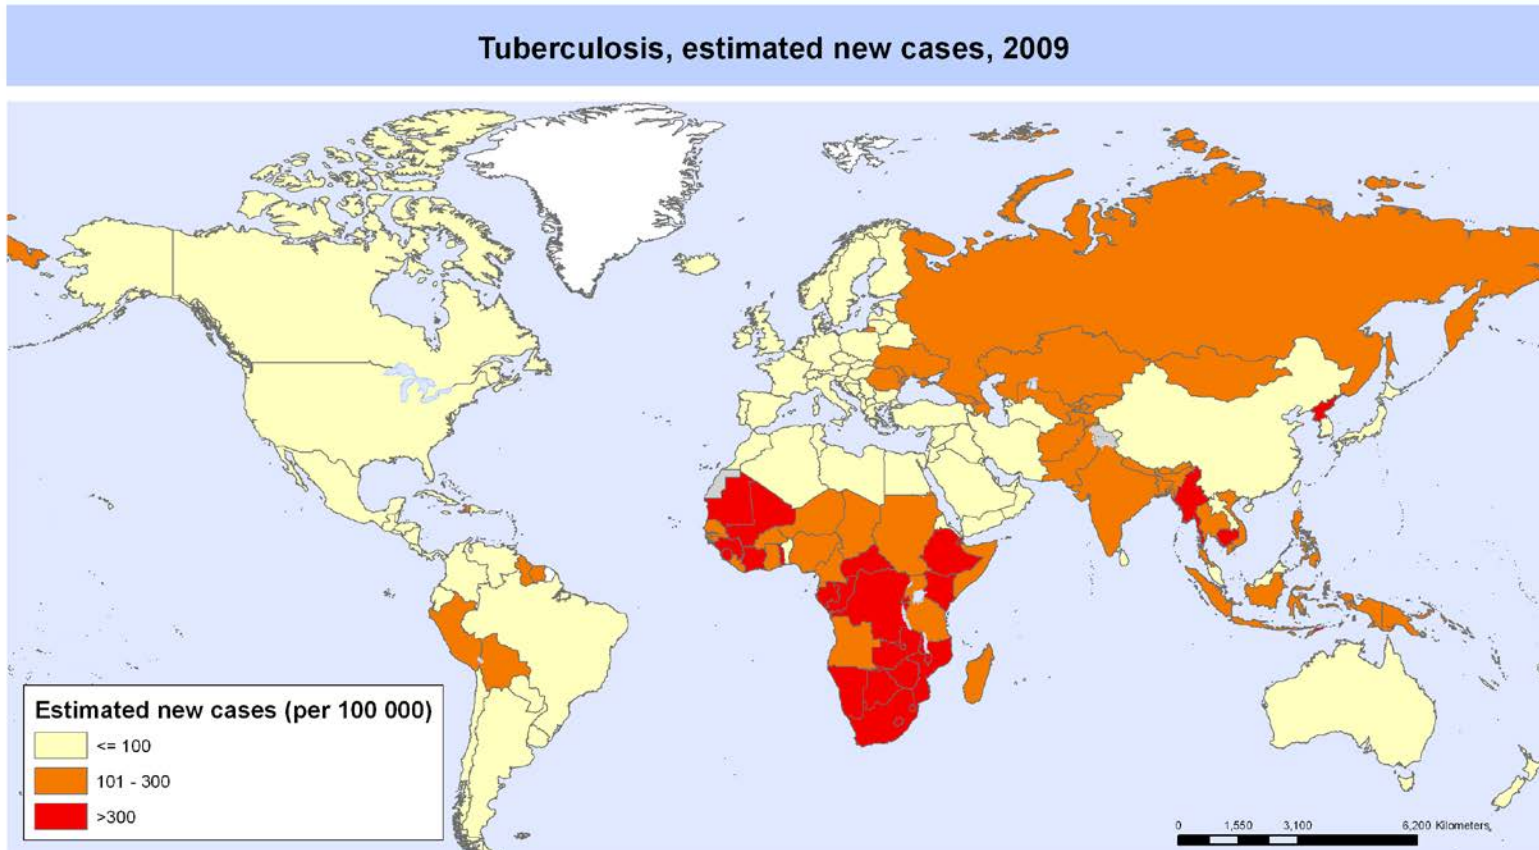 Tuberculosis, estimated new cases, 2009
Estimated new cases (per 100 000)
<= 100
101 - 300
>300
0 1,550 3,100 6,200 Kilometers